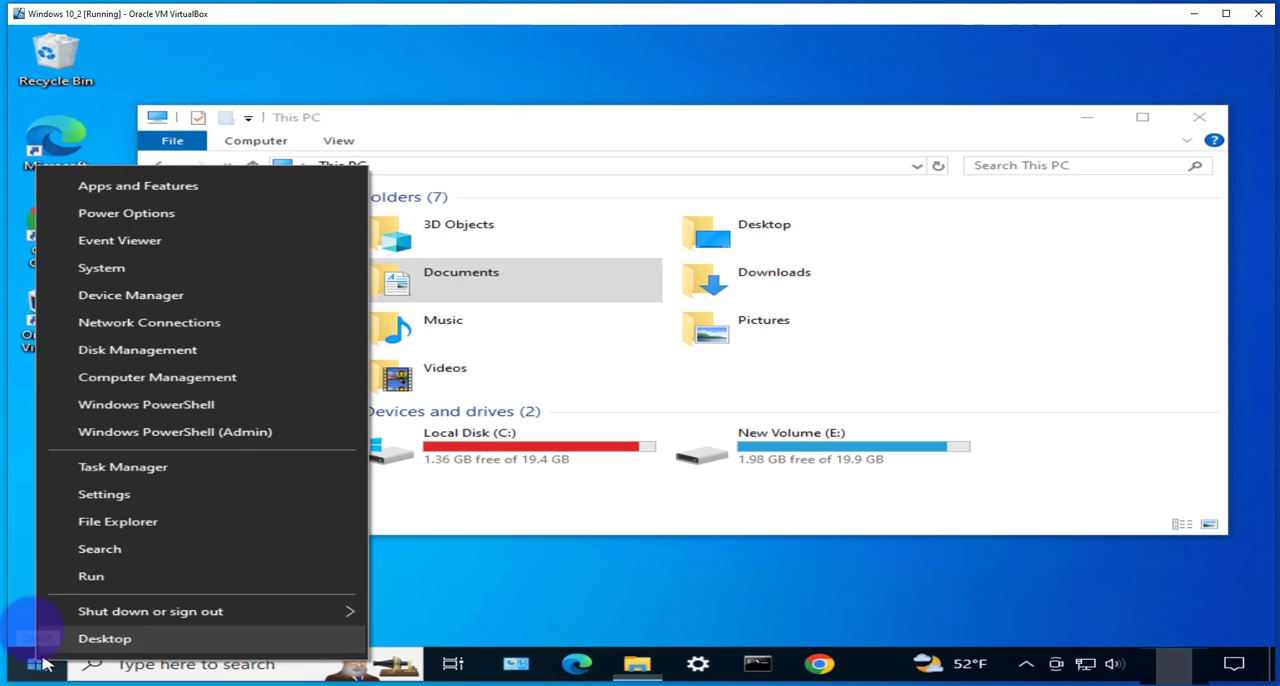 Windows 10_2 [Running] - Oracle VM VirtualBox
Recycle Bin
This PC
File Computer View
This PC
Search This PC
Apps and Features
Power Options
Event Viewer
System
Device Manager
Network Connections
Disk Management
Computer Management
Windows PowerShell
Windows PowerShell (Admin)
Task Manager
Settings
File Explorer
Search
Run
Shut down or sign out
Desktop
olders (7)
3D Objects
Desktop
Documents
Downloads
Music
Pictures
Videos
Devices and drives (2)
Local Disk (C:)
1.36 GB free of 19.4 GB
New Volume (E:)
1.98 GB free of 19.9 GB
Type here to search
52°F